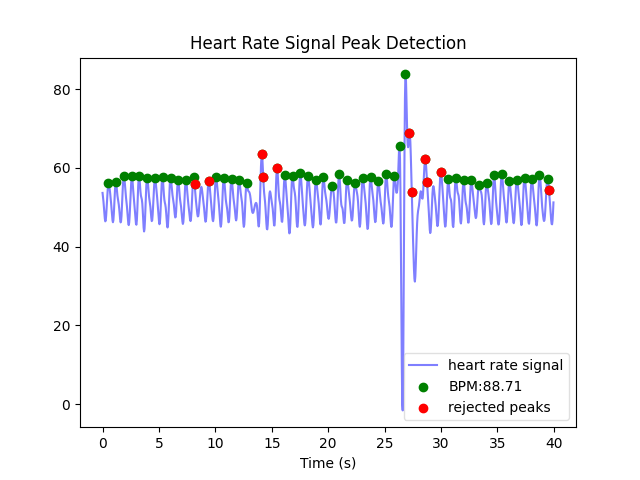 Heart Rate Signal Peak Detection
80
60
40
20
0
heart rate signal
BPM:88.71
rejected peaks
0 5 10 15 20 25 30 35 40
Time (s)